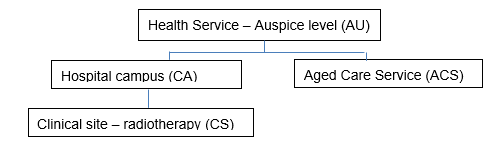 Health Service – Auspice level (AU)
Hospital campus (CA)
Aged Care Service (ACS)
Clinical site – radiotherapy (CS)